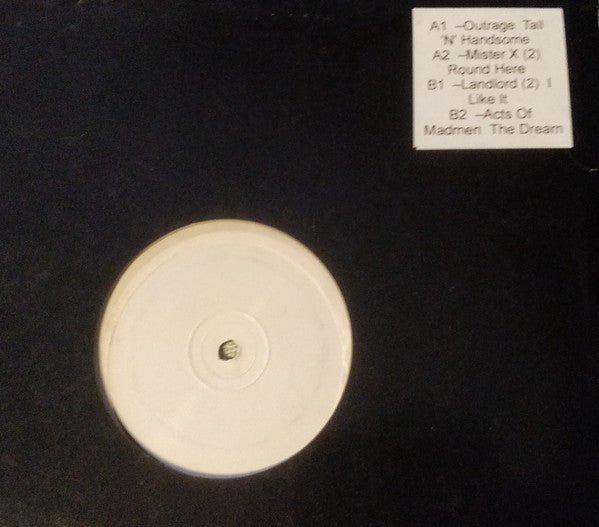 A1 –Outrage Tall
'N' Handsome
A2 –Mister X (2)
Round Here
B1 –Landlord (2) I
Like It
B2 –Acts Of
Madmen The Dream